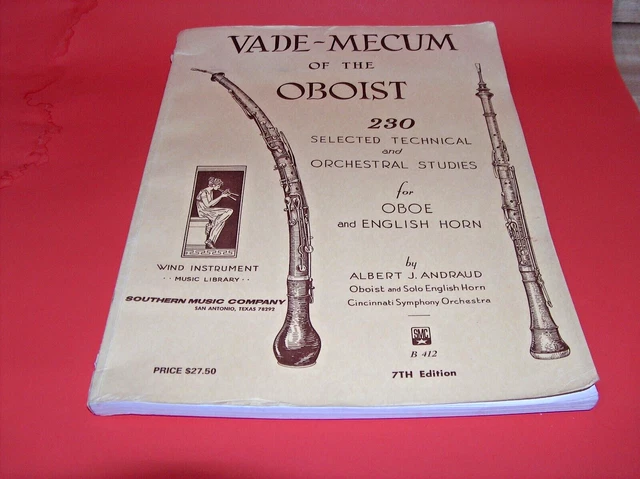 VADE-MECUM
OF THE
OBOIST
230
SELECTED TECHNICAL
and
ORCHESTRAL STUDIES
for
OBOE
and ENGLISH HORN
by
ALBERT J. ANDRAUD
Oboist and Solo English Horn
Cincinnati Symphony Orchestra
WIND INSTRUMENT
·· MUSIC LIBRARY ··
SOUTHERN MUSIC COMPANY
SAN ANTONIO, TEXAS 78292
SMC
B 412
PRICE $27.50
7TH Edition